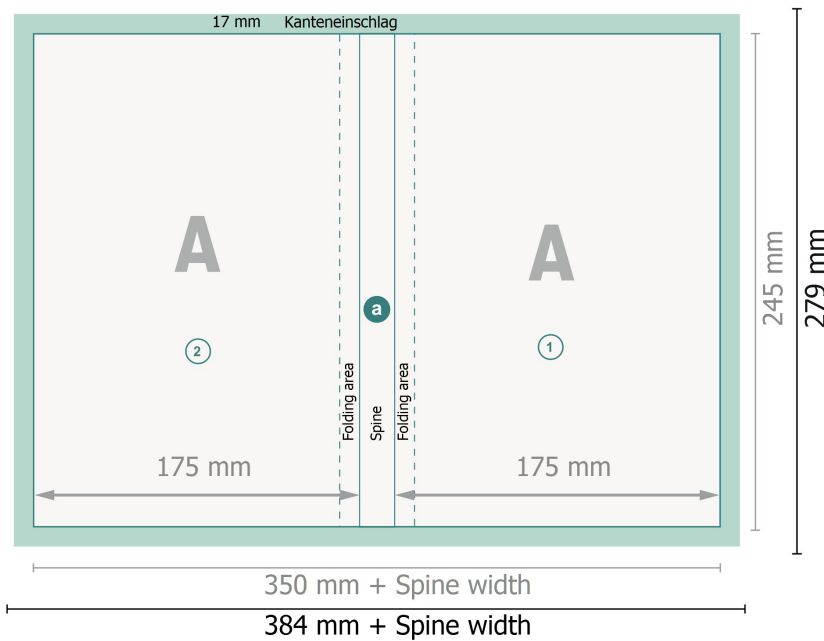 17 mm Kanteneinschlag
A
A
a
2
1
Folding area
Spine
Folding area
175 mm
175 mm
245 mm
279 mm
350 mm + Spine width
384 mm + Spine width